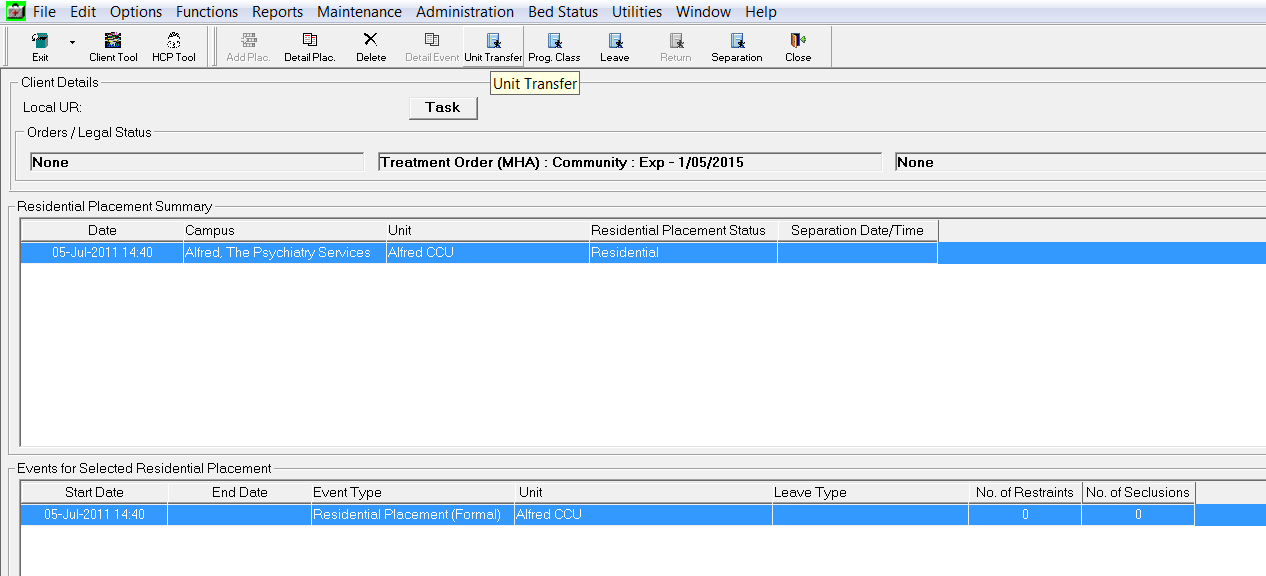 File Edit Options Functions Reports Maintenance Administration Bed Status Utilities Window Help
Exit Client Tool HCP Tool Add Plac. Detail Plac. Delete Detail Event Unit Transfer Prog. Class Leave Return Separation Close
Unit Transfer
Client Details
Local UR: Task
Orders / Legal Status
None Treatment Order (MHA) : Community : Exp - 1/05/2015 None
Residential Placement Summary
Date Campus Unit Residential Placement Status Separation Date/Time
05-Jul-2011 14:40 Alfred, The Psychiatry Services Alfred CCU Residential
Events for Selected Residential Placement
Start Date End Date Event Type Unit Leave Type No. of Restraints No. of Seclusions
05-Jul-2011 14:40 Residential Placement (Formal) Alfred CCU 0 0